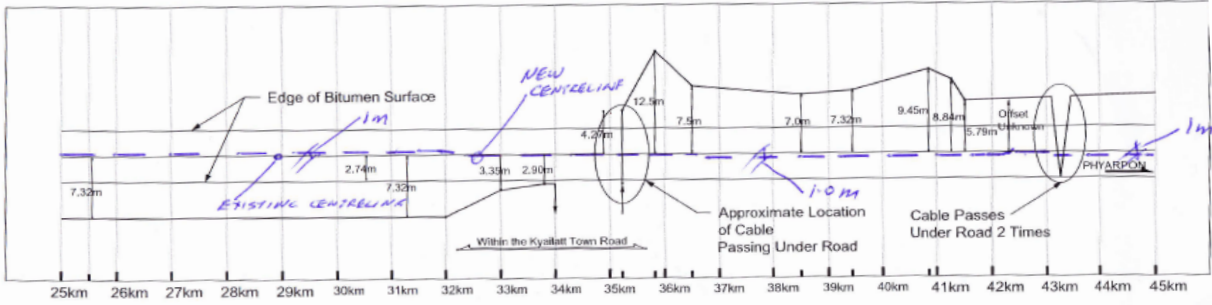 NEW
CENTRELINE
Edge of Bitumen Surface
1m
12.5m
4.27m
7.5m
7.0m
7.32m
9.45m
8.84m
5.79m
Offset
Unknown
1m
PHYARPON
2.74m
7.32m
7.32m
3.35m
2.90m
EXISTING CENTRELINE
1.0m
Approximate Location
of Cable
Passing Under Road
Cable Passes
Under Road 2 Times
Within the Kyailatt Town Road
25km 26km 27km 28km 29km 30km 31km 32km 33km 34km 35km 36km 37km 38km 39km 40km 41km 42km 43km 44km 45km